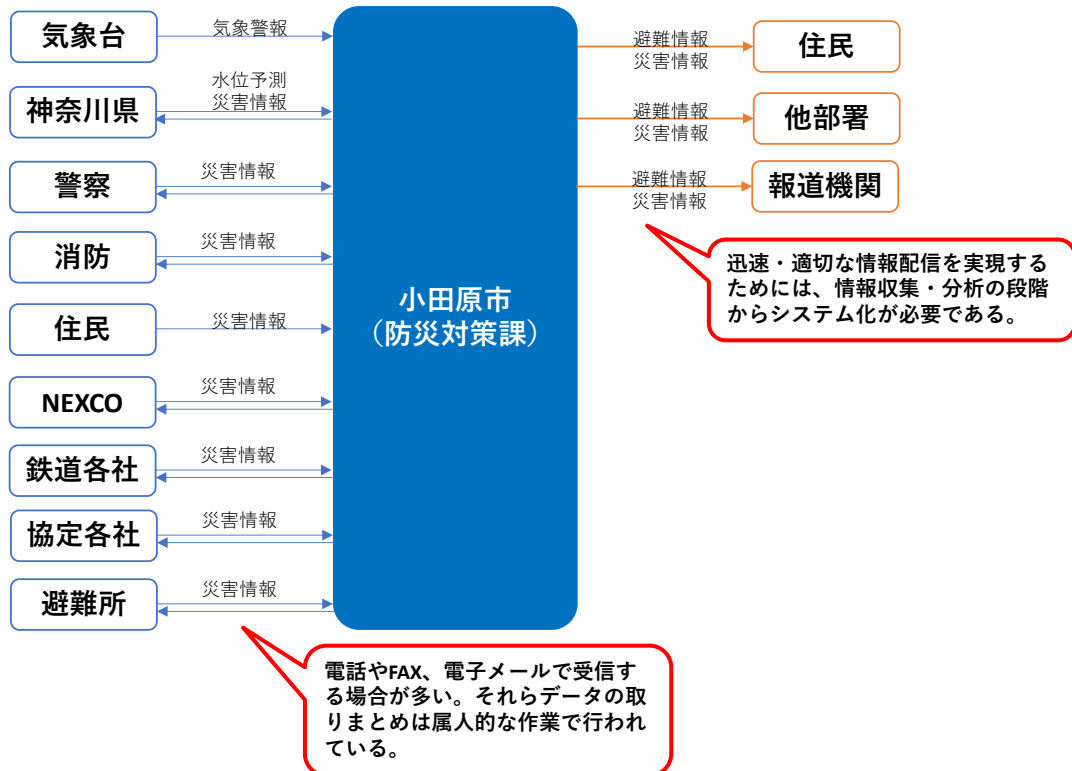 気象台
気象警報
神奈川県
水位予測
災害情報
警察
災害情報
消防
災害情報
住民
災害情報
NEXCO
災害情報
鉄道各社
災害情報
協定各社
災害情報
避難所
災害情報
小田原市
（防災対策課）
避難情報
災害情報
住民
避難情報
災害情報
他部署
避難情報
災害情報
報道機関
迅速・適切な情報配信を実現する
ためには、情報収集・分析の段階
からシステム化が必要である。
電話やFAX、電子メールで受信す
る場合が多い。それらデータの取
りまとめは属人的な作業で行われ
ている。